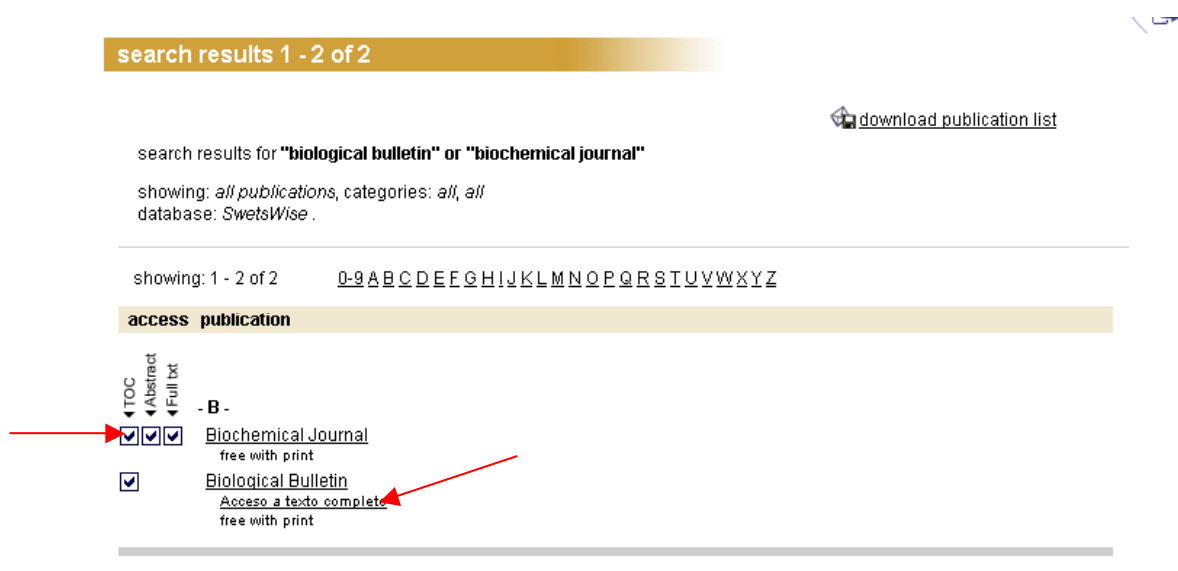 search results 1 - 2 of 2
download publication list
search results for "biological bulletin" or "biochemical journal"
showing: all publications, categories: all, all
database: SwetsWise .
showing: 1 - 2 of 2 0-9 A B C D E F G H I J K L M N O P Q R S T U V W X Y Z
access publication
TOC
Abstract
Full txt
- B -
Biochemical Journal
free with print
Biological Bulletin
Acceso a texto completo
free with print